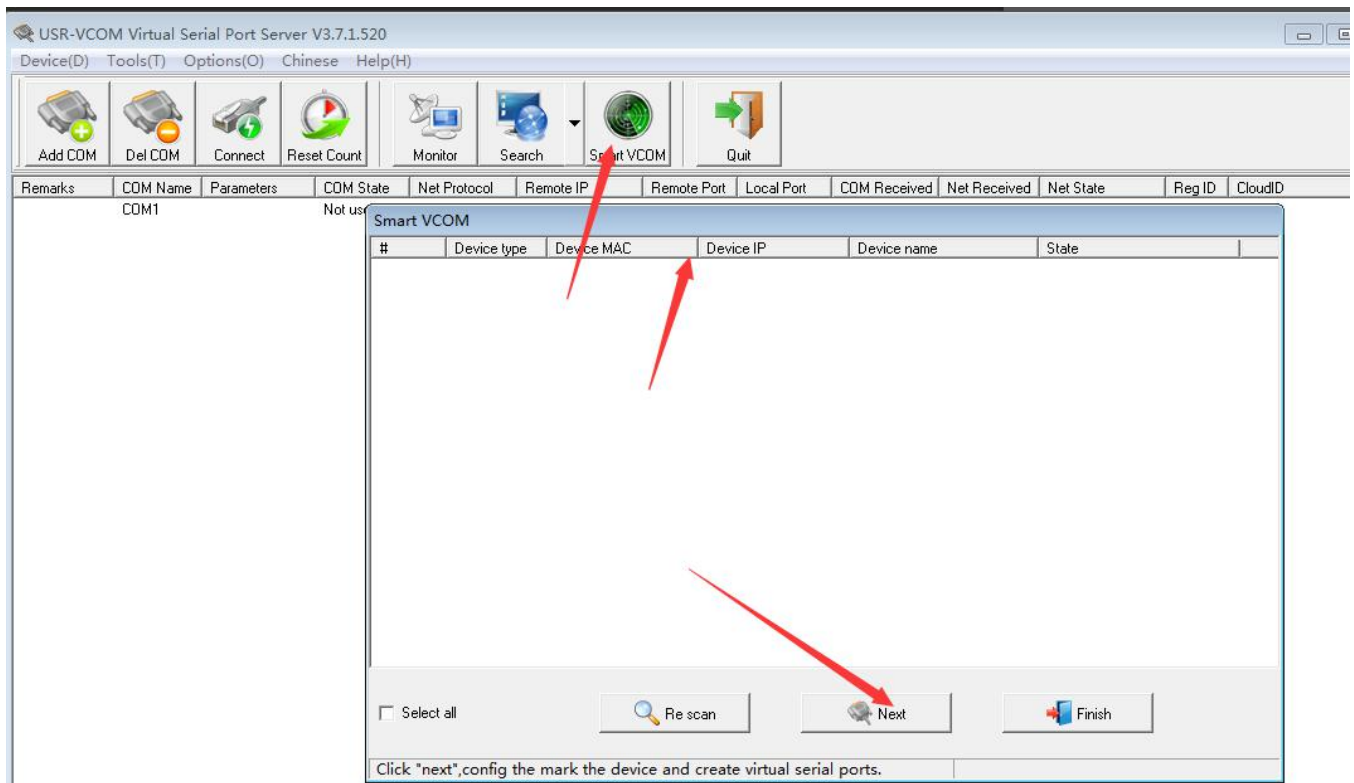 USR-VCOM Virtual Serial Port Server V3.7.1.520
Device(D) Tools(T) Options(O) Chinese Help(H)
Add COM Del COM Connect Reset Count Monitor Search Smart VCOM Quit
Remarks COM Name Parameters COM State Net Protocol Remote IP Remote Port Local Port COM Received Net Received Net State Reg ID CloudID
COM1 Not
Smart VCOM
# Device type Device MAC Device IP Device name State
Select all Re scan Next Finish
Click "next",config the mark the device and create virtual serial ports.